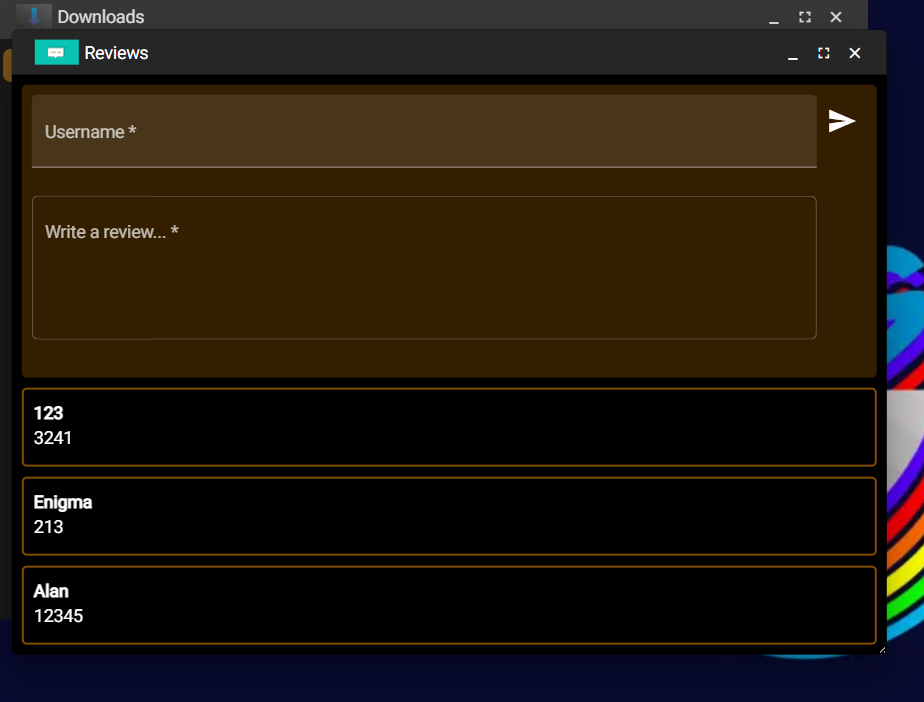 Downloads
Reviews
Username *
Write a review... *
123
3241
Enigma
213
Alan
12345